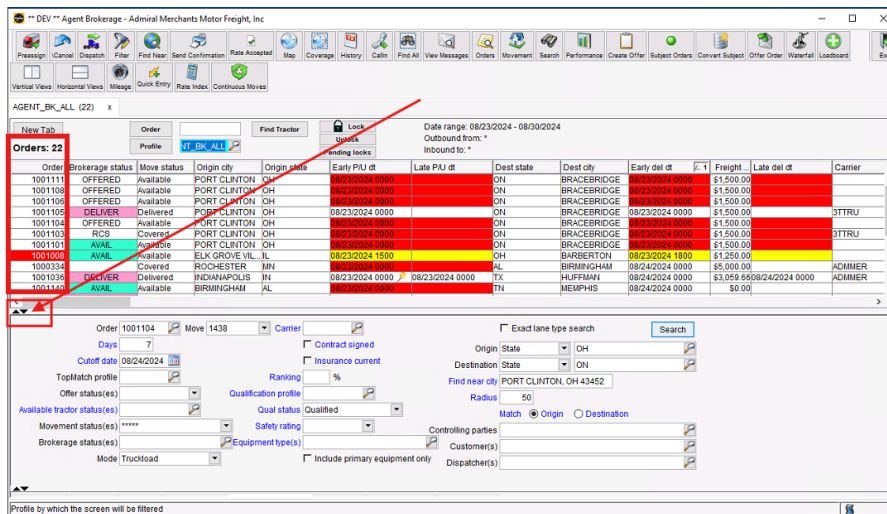 ** DEV ** Agent Brokerage - Admiral Merchants Motor Freight, Inc
Preassign \Cancel Dispatch Filter Find Near Send Confirmation Rate Accepted Map Coverage History Callin Find All View Messages Orders Movement Search Performance Create Offer Subject Orders Convert Subject Offer Order Waterfall Loadboard
Vertical Views Horizontal Views Mileage Quick Entry Rate Index Continuous Moves
AGENT_BK_ALL (22) x
New Tab Order Find Tractor Lock Date range: 08/23/2024 - 08/30/2024
Unlock Outbound from: *
Orders: 22 Profile NT_BK_ALL Pending locks Inbound to: *
Order Brokerage status Move status Origin city Origin state Early P/U dt Late P/U dt Dest state Dest city Early del dt 1 Freight ... Late del dt Carrier
1001111 OFFERED Available PORT CLINTON OH 08/23/2024 0000 ON BRACEBRIDGE 08/23/2024 0000 $1,500.00
1001108 OFFERED Available PORT CLINTON OH 08/23/2024 0000 ON BRACEBRIDGE 08/23/2024 0000 $1,500.00
1001106 OFFERED Available PORT CLINTON OH 08/23/2024 0000 ON BRACEBRIDGE 08/23/2024 0000 $1,500.00
1001105 DELIVER Delivered PORT CLINTON OH 08/23/2024 0000 ON BRACEBRIDGE 08/23/2024 0000 $1,500.00 3TTRU
1001104 OFFERED Available PORT CLINTON OH 08/23/2024 0000 ON BRACEBRIDGE 08/23/2024 0000 $1,500.00
1001103 RCS Covered PORT CLINTON OH 08/23/2024 0000 ON BRACEBRIDGE 08/23/2024 0000 $1,500.00 3TTRU
1001101 AVAIL Available PORT CLINTON OH 08/23/2024 0000 ON BRACEBRIDGE 08/23/2024 0000 $1,500.00
1001008 AVAIL Available ELK GROVE VIL... IL 08/23/2024 1500 OH BARBERTON 08/23/2024 1800 $1,250.00
1000334 Covered ROCHESTER MN 08/23/2024 0000 AL BIRMINGHAM 08/24/2024 0000 $5,000.00 ADMMER
1001036 DELIVER Delivered INDIANAPOLIS IN 08/23/2024 0000 08/23/2024 0000 TX HUFFMAN 08/24/2024 0000 $3,059.66 08/24/2024 0000 ADMMER
1001140 AVAIL Available BIRMINGHAM AL 08/23/2024 0000 TN MEMPHIS 08/24/2024 0000 $0.00
Order 1001104 Move 1438 Carrier Exact lane type search Search
Days 7 Contract signed Origin State OH
Cutoff date 08/24/2024 Insurance current Destination State ON
TopMatch profile Ranking % Find near city PORT CLINTON, OH 43452
Offer status(es) Qualification profile Radius 50
Available tractor status(es) Qual status Qualified Match Origin Destination
Movement status(es) ***** Safety rating Controlling parties
Brokerage status(es) Equipment type(s) Customer(s)
Mode Truckload Include primary equipment only Dispatcher(s)
Profile by which the screen will be filtered